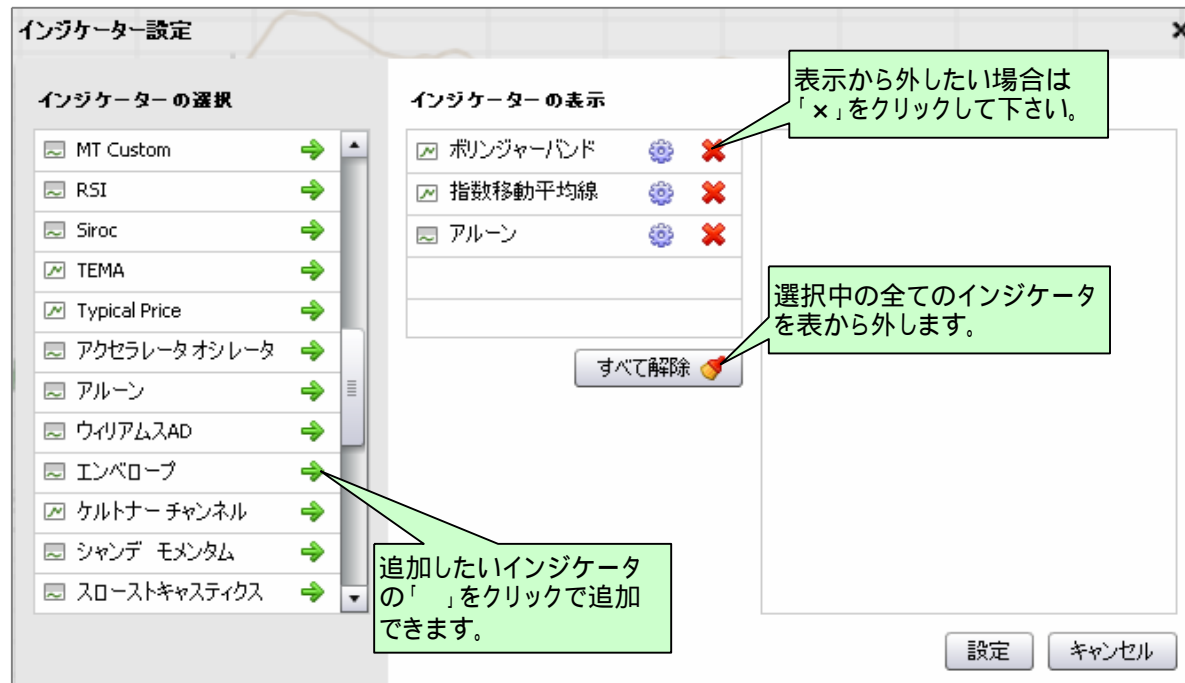 インジケーター設定
インジケーターの選択
MT Custom
RSI
Siroc
TEMA
Typical Price
アクセラレータオシレータ
アルーン
ウィリアムスAD
エンベロープ
ケルトナー チャンネル
シャンデ モメンタム
スローストキャスティクス
インジケーターの表示
ボリンジャーバンド
指数移動平均線
アルーン
すべて解除
表示から外したい場合は
「×」をクリックして下さい。
選択中の全てのインジケータ
を表から外します。
追加したいインジケータ
の「 」をクリックで追加
できます。
設定
キャンセル